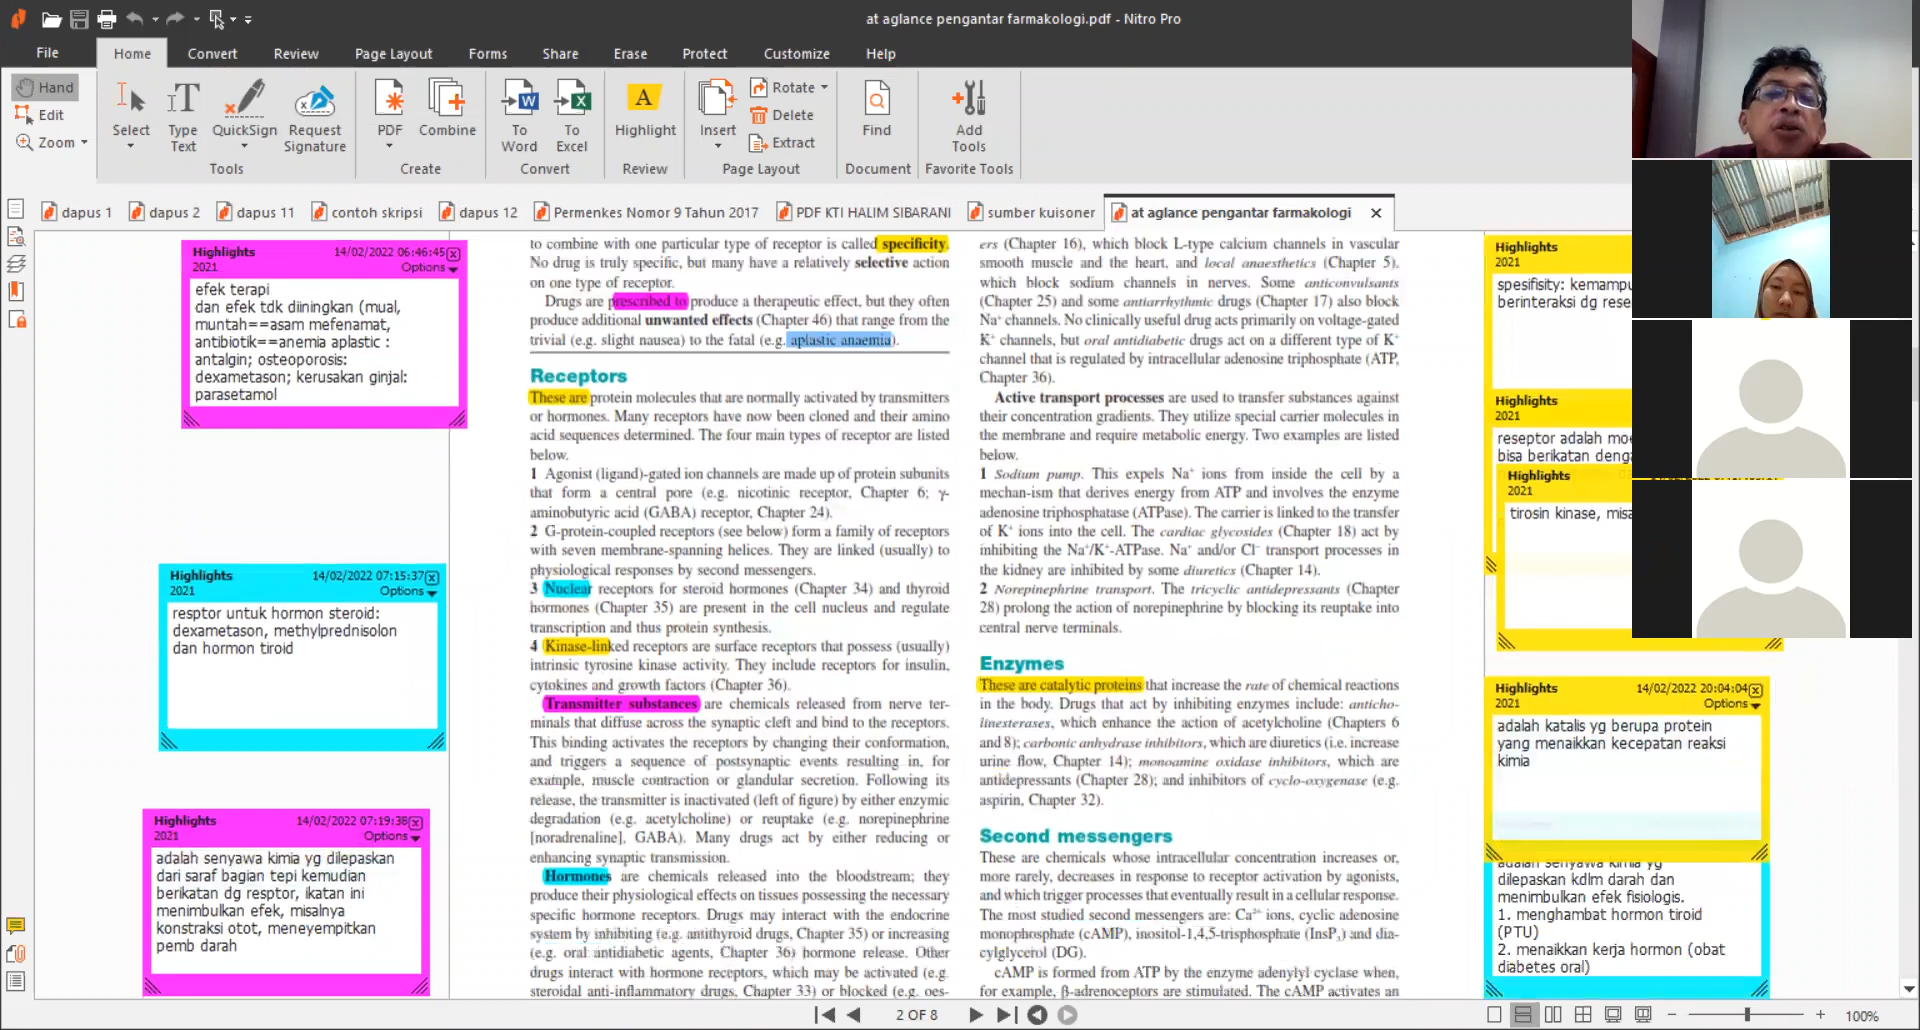 at aglance pengantar farmakologi.pdf - Nitro Pro
File Home Convert Review Page Layout Forms Share Erase Protect Customize Help
Hand
Edit
Zoom
Select
Type Text
QuickSign
Request Signature
Tools
PDF
Combine
Create
To Word
To Excel
Convert
Highlight
Review
Insert
Rotate
Delete
Extract
Page Layout
Find
Document
Add Tools
Favorite Tools
dapus 1
dapus 2
dapus 11
contoh skripsi
dapus 12
Permenkes Nomor 9 Tahun 2017
PDF KTI HALIM SIBARANI
sumber kuisoner
at aglance pengantar farmakologi
Highlights 14/02/2022 06:46:45
2021 Options
efek terapi
dan efek tdk diiningkan (mual,
muntah==asam mefenamat,
antibiotik==anemia aplastic :
antalgin; osteoporosis:
dexametason; kerusakan ginjal:
parasetamol
Highlights 14/02/2022 07:15:37
2021 Options
resptor untuk hormon steroid:
dexametason, methylprednisolon
dan hormon tiroid
Highlights 14/02/2022 07:19:38
2021 Options
adalah senyawa kimia yg dilepaskan
dari saraf bagian tepi kemudian
berikatan dg resptor, ikatan ini
menimbulkan efek, misalnya
konstraksi otot, meneyempitkan
pemb darah
to combine with one particular type of receptor is called specificity.
No drug is truly specific, but many have a relatively selective action
on one type of receptor.
Drugs are prescribed to produce a therapeutic effect, but they often
produce additional unwanted effects (Chapter 46) that range from the
trivial (e.g. slight nausea) to the fatal (e.g. aplastic anaemia).
Receptors
These are protein molecules that are normally activated by transmitters
or hormones. Many receptors have now been cloned and their amino
acid sequences determined. The four main types of receptor are listed
below.
1 Agonist (ligand)-gated ion channels are made up of protein subunits
that form a central pore (e.g. nicotinic receptor, Chapter 6; γ-
aminobutyric acid (GABA) receptor, Chapter 24).
2 G-protein-coupled receptors (see below) form a family of receptors
with seven membrane-spanning helices. They are linked (usually) to
physiological responses by second messengers.
3 Nuclear receptors for steroid hormones (Chapter 34) and thyroid
hormones (Chapter 35) are present in the cell nucleus and regulate
transcription and thus protein synthesis.
4 Kinase-linked receptors are surface receptors that possess (usually)
intrinsic tyrosine kinase activity. They include receptors for insulin,
cytokines and growth factors (Chapter 36).
Transmitter substances are chemicals released from nerve ter-
minals that diffuse across the synaptic cleft and bind to the receptors.
This binding activates the receptors by changing their conformation,
and triggers a sequence of postsynaptic events resulting in, for
example, muscle contraction or glandular secretion. Following its
release, the transmitter is inactivated (left of figure) by either enzymic
degradation (e.g. acetylcholine) or reuptake (e.g. norepinephrine
[noradrenaline], GABA). Many drugs act by either reducing or
enhancing synaptic transmission.
Hormones are chemicals released into the bloodstream; they
produce their physiological effects on tissues possessing the necessary
specific hormone receptors. Drugs may interact with the endocrine
system by inhibiting (e.g. antithyroid drugs, Chapter 35) or increasing
(e.g. oral antidiabetic agents, Chapter 36) hormone release. Other
drugs interact with hormone receptors, which may be activated (e.g.
steroidal anti-inflammatory drugs, Chapter 33) or blocked (e.g. oes-
ers (Chapter 16), which block L-type calcium channels in vascular
smooth muscle and the heart, and local anaesthetics (Chapter 5),
which block sodium channels in nerves. Some anticonvulsants
(Chapter 25) and some antiarrhythmic drugs (Chapter 17) also block
Na⁺ channels. No clinically useful drug acts primarily on voltage-gated
K⁺ channels, but oral antidiabetic drugs act on a different type of K⁺
channel that is regulated by intracellular adenosine triphosphate (ATP,
Chapter 36).
Active transport processes are used to transfer substances against
their concentration gradients. They utilize special carrier molecules in
the membrane and require metabolic energy. Two examples are listed
below.
1 Sodium pump. This expels Na⁺ ions from inside the cell by a
mechan-ism that derives energy from ATP and involves the enzyme
adenosine triphosphatase (ATPase). The carrier is linked to the transfer
of K⁺ ions into the cell. The cardiac glycosides (Chapter 18) act by
inhibiting the Na⁺/K⁺-ATPase. Na⁺ and/or Cl⁻ transport processes in
the kidney are inhibited by some diuretics (Chapter 14).
2 Norepinephrine transport. The tricyclic antidepressants (Chapter
28) prolong the action of norepinephrine by blocking its reuptake into
central nerve terminals.
Enzymes
These are catalytic proteins that increase the rate of chemical reactions
in the body. Drugs that act by inhibiting enzymes include: anticho-
linesterases, which enhance the action of acetylcholine (Chapters 6
and 8); carbonic anhydrase inhibitors, which are diuretics (i.e. increase
urine flow, Chapter 14); monoamine oxidase inhibitors, which are
antidepressants (Chapter 28); and inhibitors of cyclo-oxygenase (e.g.
aspirin, Chapter 32).
Second messengers
These are chemicals whose intracellular concentration increases or,
more rarely, decreases in response to receptor activation by agonists,
and which trigger processes that eventually result in a cellular response.
The most studied second messengers are: Ca²⁺ ions, cyclic adenosine
monophosphate (cAMP), inositol-1,4,5-trisphosphate (InsP₃) and dia-
cylglycerol (DG).
cAMP is formed from ATP by the enzyme adenylyl cyclase when,
for example, β-adrenoceptors are stimulated. The cAMP activates an
Highlights
2021
spesifisity: kemampu
berinteraksi dg rese
Highlights
2021
reseptor adalah mo
bisa berikatan denga
Highlights
2021
tirosin kinase, misa
Highlights 14/02/2022 20:04:04
2021 Options
adalah katalis yg berupa protein
yang menaikkan kecepatan reaksi
kimia
adalah senyawa kimia yg
dilepaskan kdlm darah dan
menimbulkan efek fisiologis.
1. menghambat hormon tiroid
(PTU)
2. menaikkan kerja hormon (obat
diabetes oral)
2 OF 8
100%